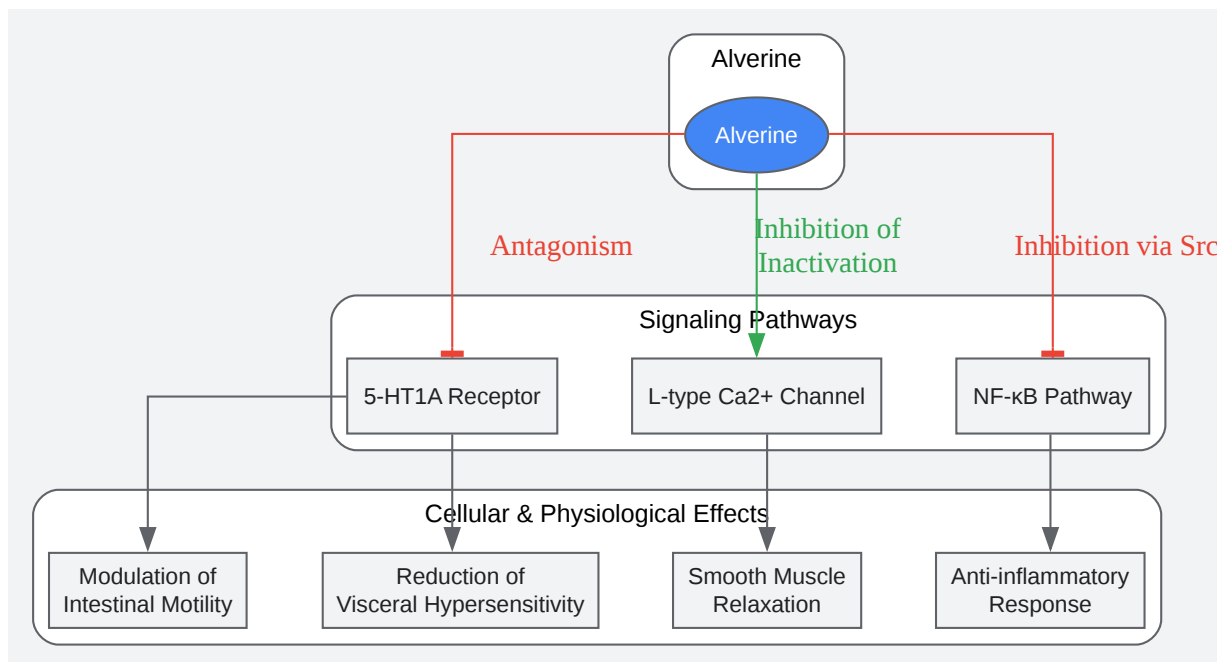 Alverine
Alverine
Antagonism
Inhibition of
Inactivation
Inhibition via Src
Signaling Pathways
5-HT1A Receptor
L-type Ca2+ Channel
NF-κB Pathway
Cellular & Physiological Effects
Modulation of
Intestinal Motility
Reduction of
Visceral Hypersensitivity
Smooth Muscle
Relaxation
Anti-inflammatory
Response